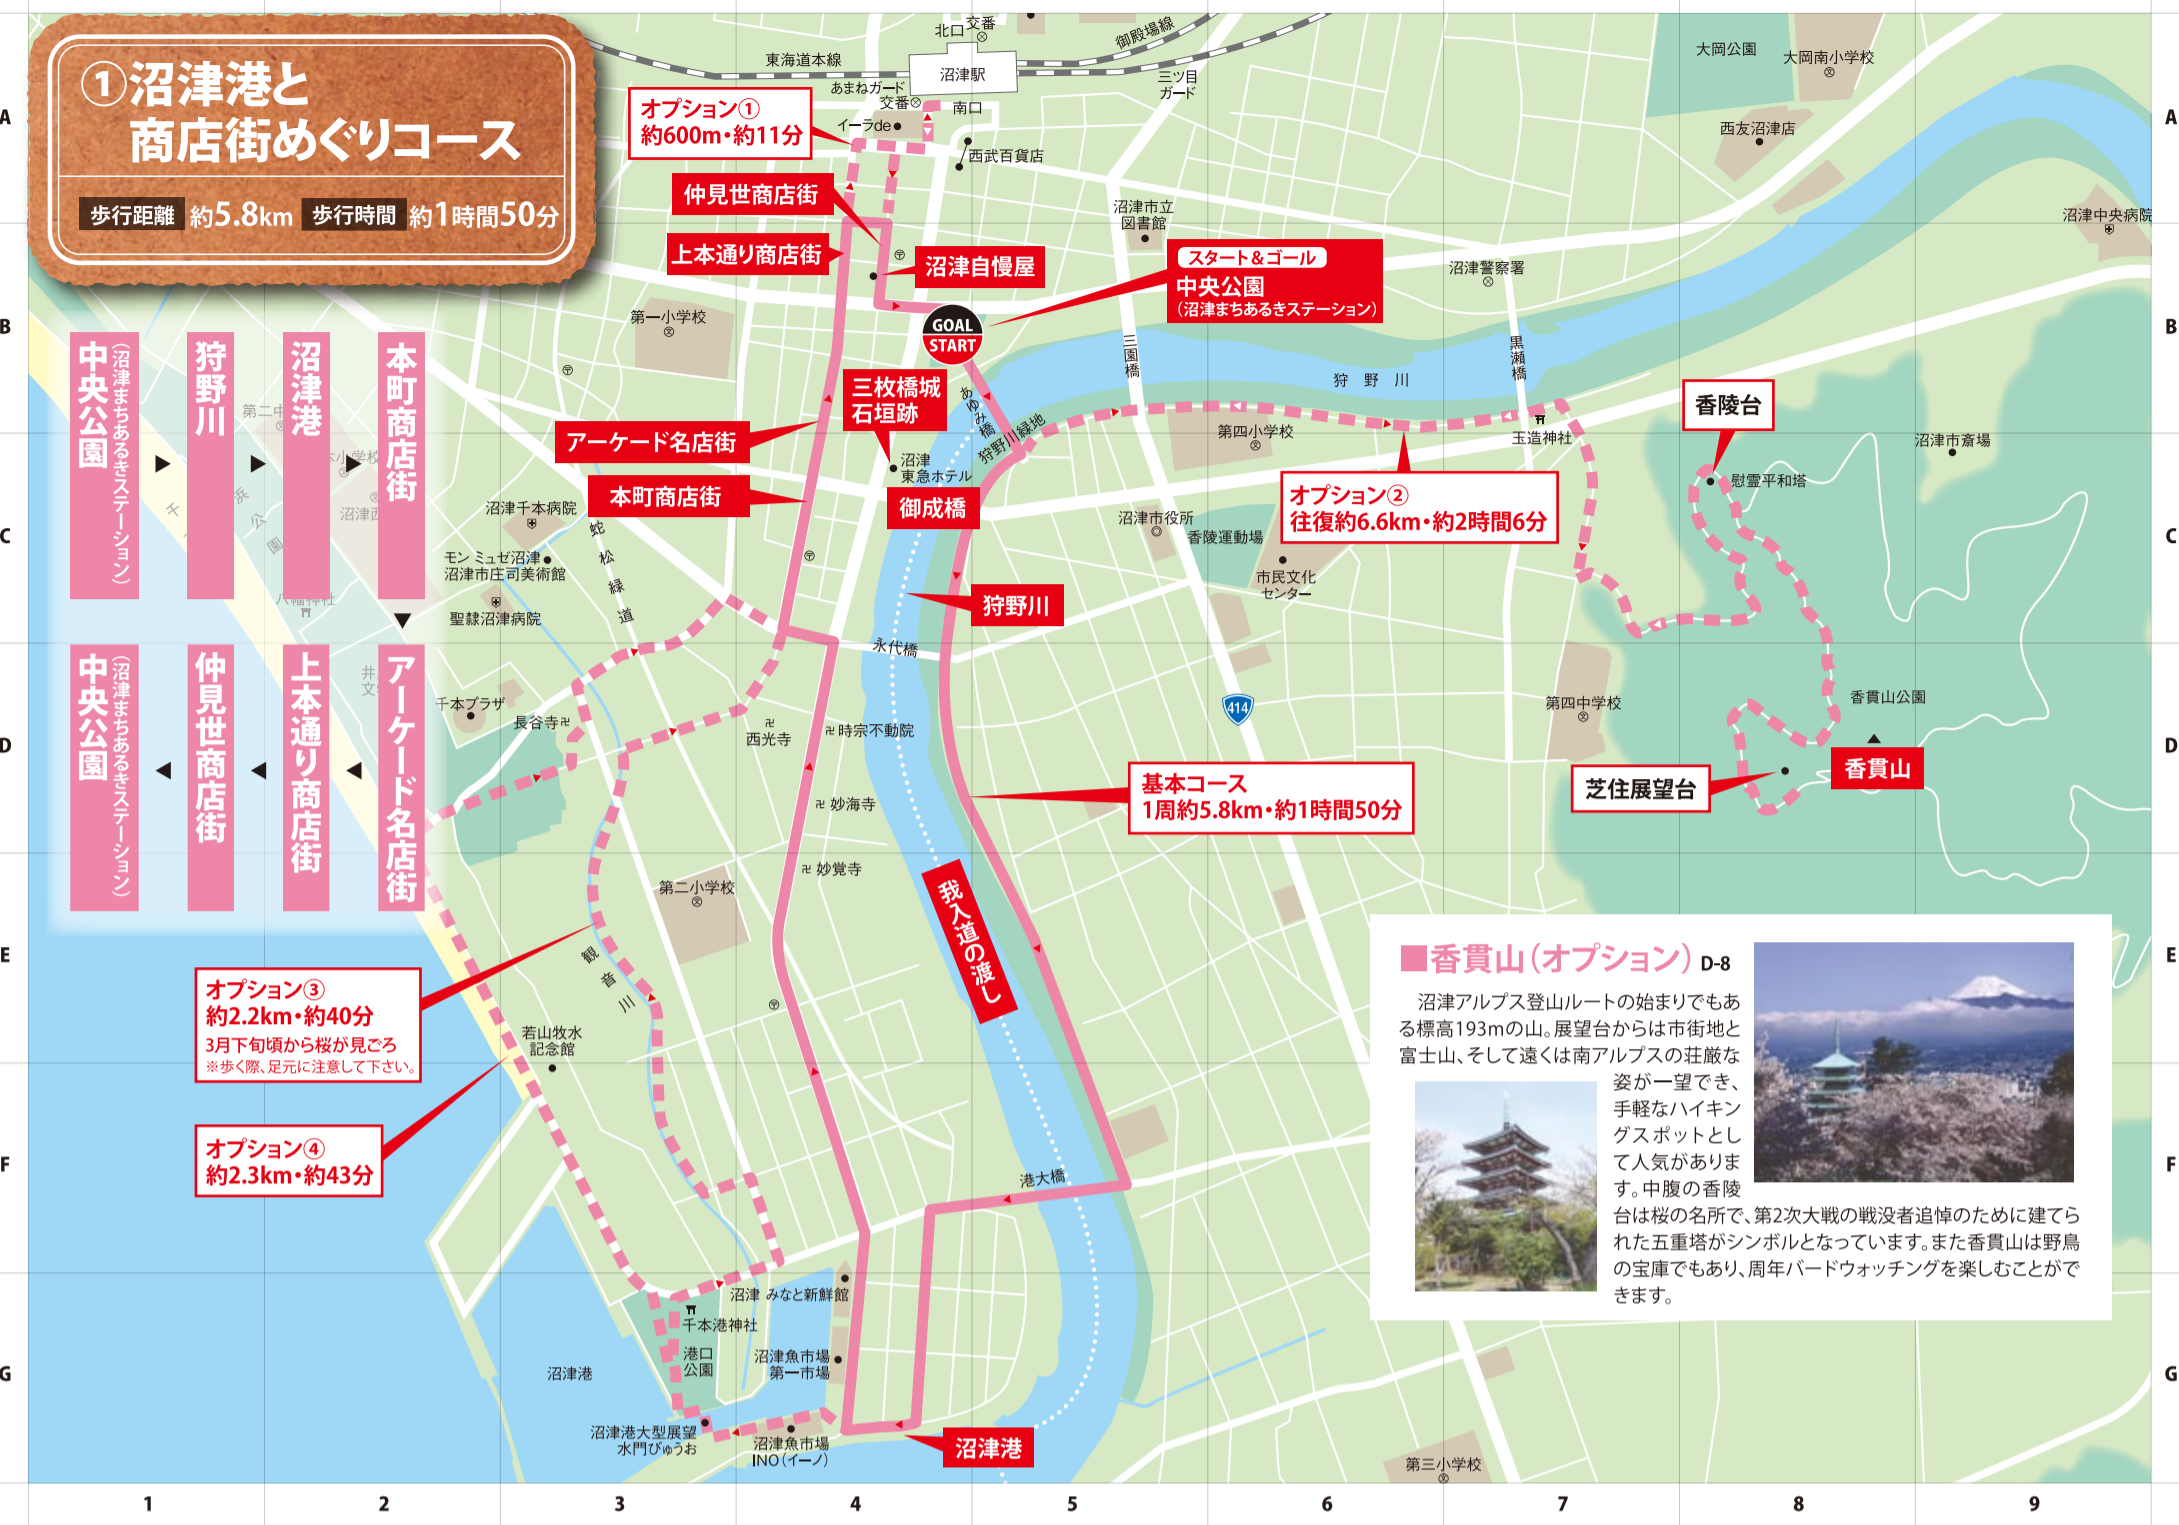 ①沼津港と
商店街めぐりコース
歩行距離 約5.8km 歩行時間 約1時間50分
中央公園
(沼津まちあるきステーション)
狩野川
沼津港
本町商店街
アーケード名店街
上本通り商店街
仲見世商店街
中央公園
(沼津まちあるきステーション)
北口
交番
御殿場線
東海道本線
沼津駅
あまねガード
交番
南口
三ツ目
ガード
イーラde
西武百貨店
オプション①
約600m・約11分
仲見世商店街
上本通り商店街
沼津自慢屋
沼津市立
図書館
スタート&ゴール
中央公園
(沼津まちあるきステーション)
GOAL
START
大岡公園
大岡南小学校
西友沼津店
沼津中央病院
沼津警察署
第一小学校
三園橋
黒瀬橋
狩野川
三枚橋城
石垣跡
あゆみ橋
狩野川緑地
アーケード名店街
本町商店街
沼津
東急ホテル
御成橋
第四小学校
玉造神社
香陵台
慰霊平和塔
沼津市斎場
オプション②
往復約6.6km・約2時間6分
沼津市役所
香陵運動場
市民文化
センター
沼津千本病院
モンミュゼ沼津
沼津市庄司美術館
聖隷沼津病院
蛇松緑道
第二中
沼津西
千
浜
公
園
八幡神社
狩野川
永代橋
千本プラザ
長谷寺
西光寺
時宗不動院
妙海寺
妙覚寺
414
第四中学校
香貫山公園
香貫山
芝住展望台
基本コース
1周約5.8km・約1時間50分
我入道の渡し
第二小学校
観音川
オプション③
約2.2km・約40分
3月下旬頃から桜が見ごろ
※歩く際、足元に注意して下さい。
若山牧水
記念館
オプション④
約2.3km・約43分
港大橋
沼津 みなと新鮮館
千本港神社
港口
公園
沼津魚市場
第一市場
沼津港
沼津港大型展望
水門びゅうお
沼津魚市場
INO(イーノ)
沼津港
第三小学校
■香貫山(オプション) D-8
沼津アルプス登山ルートの始まりでもあ
る標高193mの山。展望台からは市街地と
富士山、そして遠くは南アルプスの荘厳な
姿が一望でき、
手軽なハイキン
グスポットとし
て人気がありま
す。中腹の香陵
台は桜の名所で、第2次大戦の戦没者追悼のために建てら
れた五重塔がシンボルとなっています。また香貫山は野鳥
の宝庫でもあり、周年バードウォッチングを楽しむことがで
きます。
A
B
C
D
E
F
G
A
B
C
D
E
F
G
1 2 3 4 5 6 7 8 9